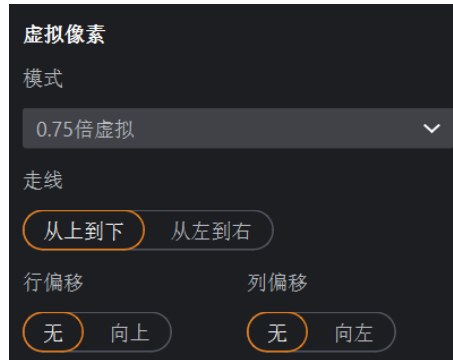 虚拟像素
模式
0.75倍虚拟
走线
从上到下 从左到右
行偏移 列偏移
无 向上 无 向左